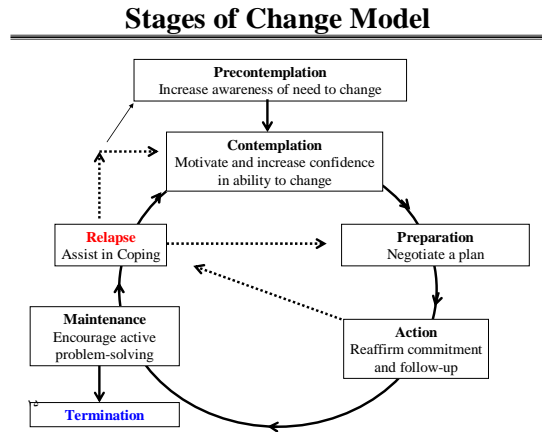 Stages of Change Model
Precontemplation
Increase awareness of need to change
Contemplation
Motivate and increase confidence
in ability to change
Relapse
Assist in Coping
Preparation
Negotiate a plan
Maintenance
Encourage active
problem-solving
Action
Reaffirm commitment
and follow-up
Termination